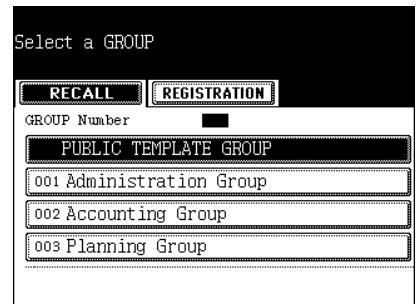 Select a GROUP
RECALL REGISTRATION
GROUP Number
PUBLIC TEMPLATE GROUP
001 Administration Group
002 Accounting Group
003 Planning Group